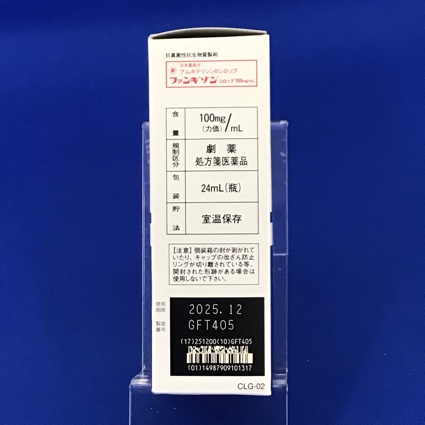 抗真菌性抗生物質製剤
日本薬局方
劇 アムホテリシンBシロップ
ファンギゾン シロップ100mg/mL
含量 100mg(力価)/mL
規制区分 劇薬 処方箋医薬品
包装 24mL(瓶)
貯法 室温保存
【注意】個装箱の封が剥がれて
いたり、キャップの改ざん防止
リングが切り離されている等、
開封された形跡がある場合は
使用しないで下さい。
使用期限 2025.12
製造番号 GFT405
(17)251200(10)GFT405
(01)14987909101317
CLG-02